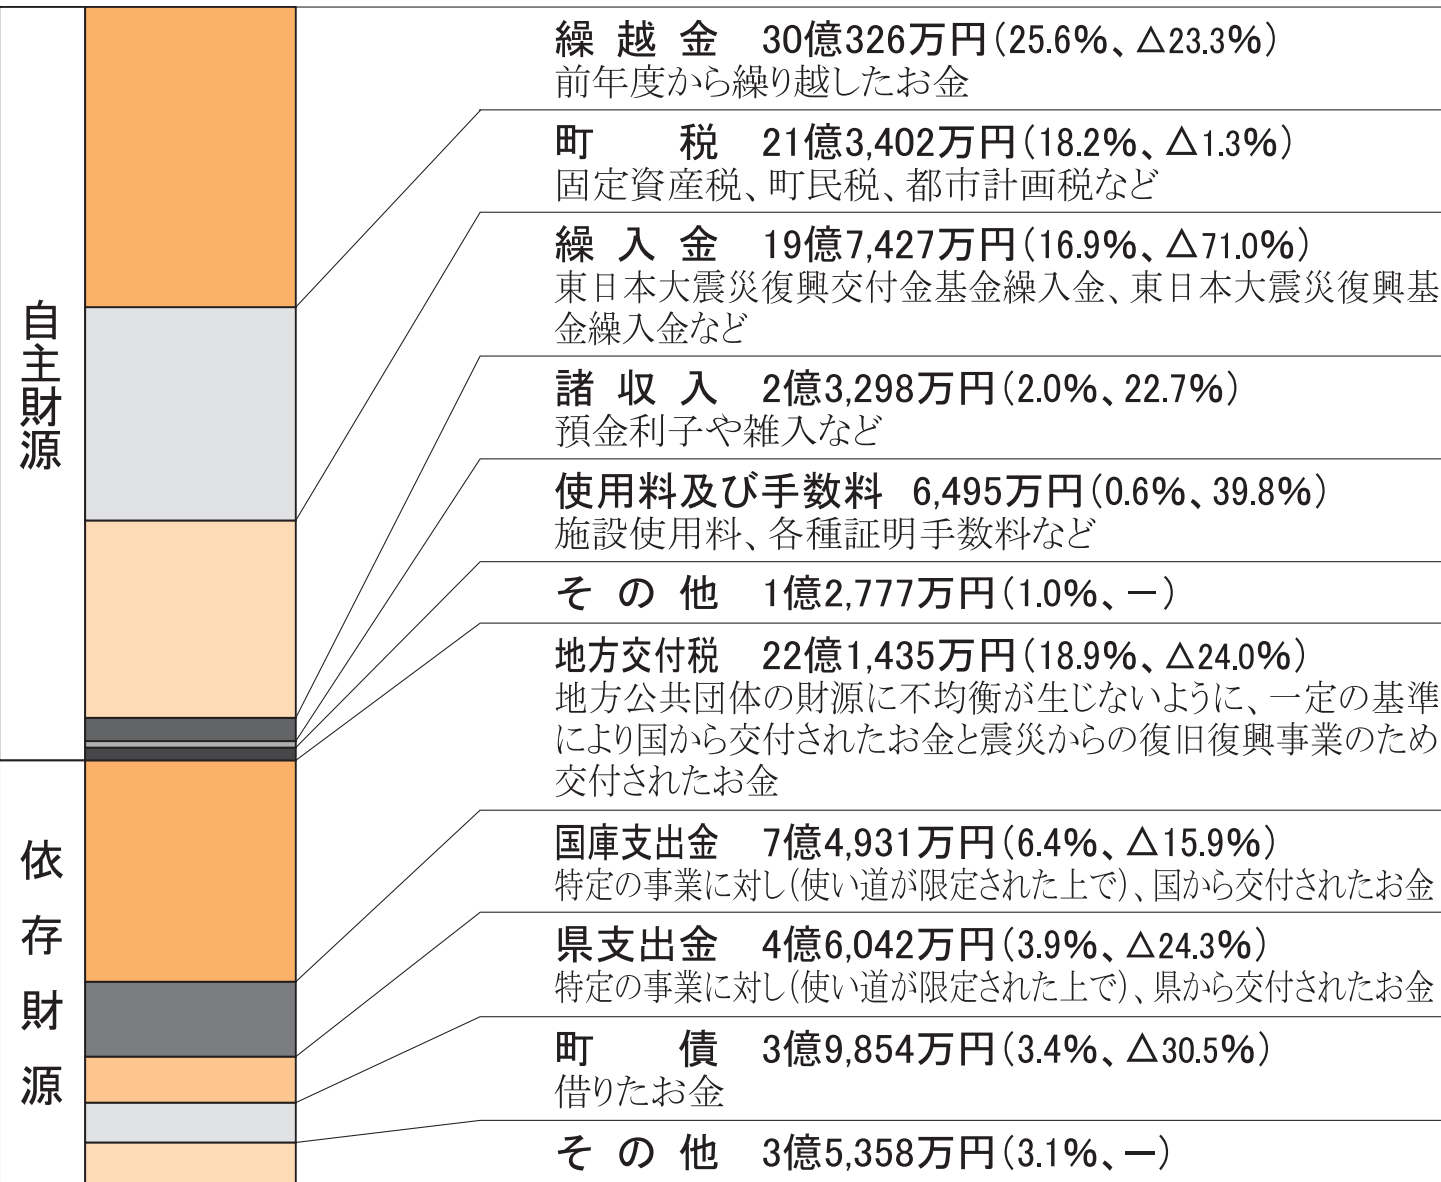 自主財源
繰越金 30億326万円(25.6%、△23.3%)
前年度から繰り越したお金
町税 21億3,402万円(18.2%、△1.3%)
固定資産税、町民税、都市計画税など
繰入金 19億7,427万円(16.9%、△71.0%)
東日本大震災復興交付金基金繰入金、東日本大震災復興基
金繰入金など
諸収入 2億3,298万円(2.0%、22.7%)
預金利子や雑入など
使用料及び手数料 6,495万円(0.6%、39.8%)
施設使用料、各種証明手数料など
その他 1億2,777万円(1.0%、ー)
依存財源
地方交付税 22億1,435万円(18.9%、△24.0%)
地方公共団体の財源に不均衡が生じないように、一定の基準
により国から交付されたお金と震災からの復旧復興事業のため
交付されたお金
国庫支出金 7億4,931万円(6.4%、△15.9%)
特定の事業に対し(使い道が限定された上で)、国から交付されたお金
県支出金 4億6,042万円(3.9%、△24.3%)
特定の事業に対し(使い道が限定された上で)、県から交付されたお金
町債 3億9,854万円(3.4%、△30.5%)
借りたお金
その他 3億5,358万円(3.1%、ー)